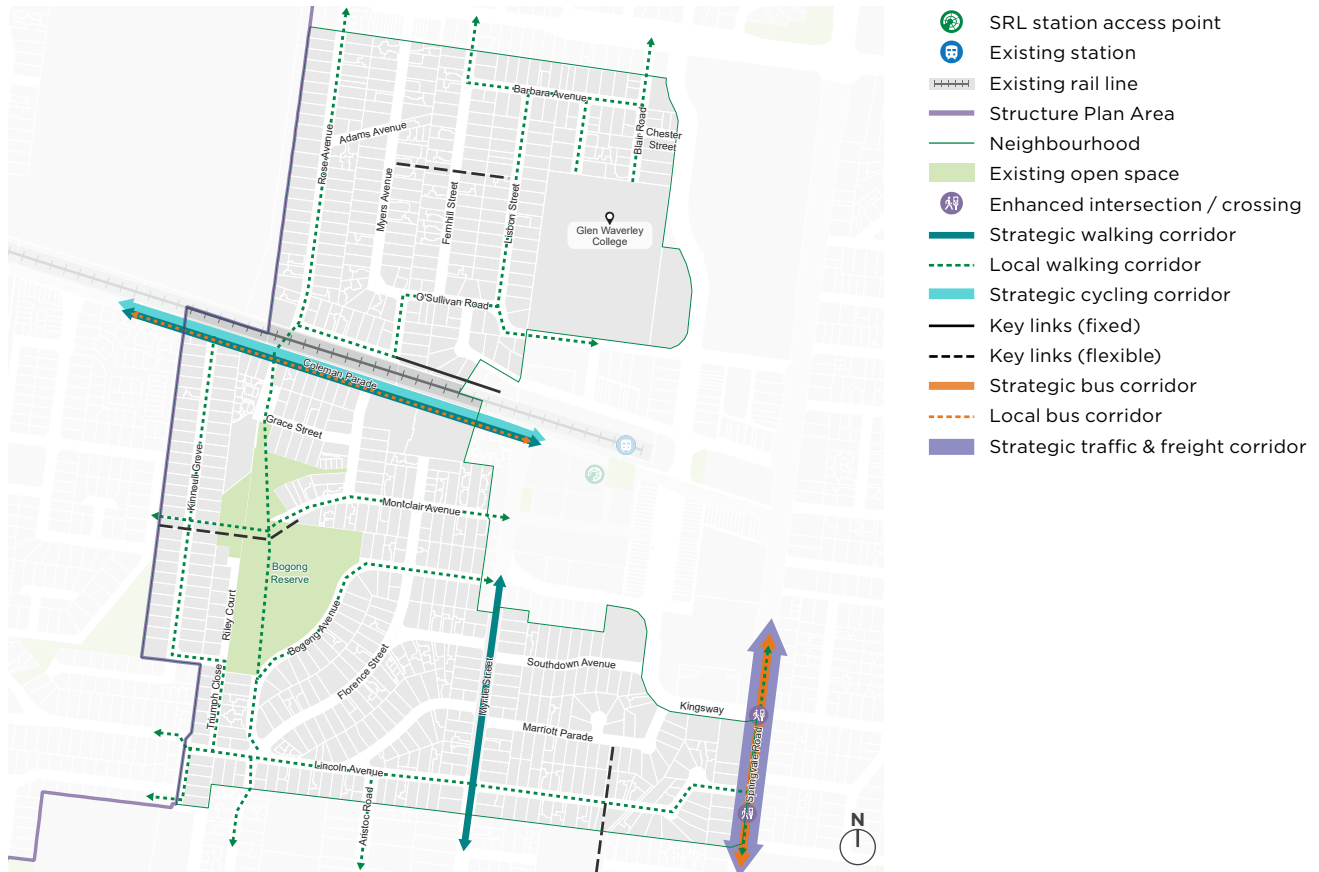 SRL station access point
Existing station
Existing rail line
Structure Plan Area
Neighbourhood
Existing open space
Enhanced intersection / crossing
Strategic walking corridor
Local walking corridor
Strategic cycling corridor
Key links (fixed)
Key links (flexible)
Strategic bus corridor
Local bus corridor
Strategic traffic & freight corridor
Barbara Avenue
Adams Avenue
Blair Road
Chester
Street
Rose Avenue
Myers Avenue
Fernhill Street
Lisbon Street
Glen Waverley
College
O'Sullivan Road
Coleman Parade
Grace Street
Kinnoull Grove
Montclair Avenue
Bogong
Reserve
Riley Court
Bogong Avenue
Florence Street
Myrtle Street
Southdown Avenue
Triumph Close
Kingsway
Marriott Parade
Springvale Road
Lincoln Avenue
Aristoc Road
N